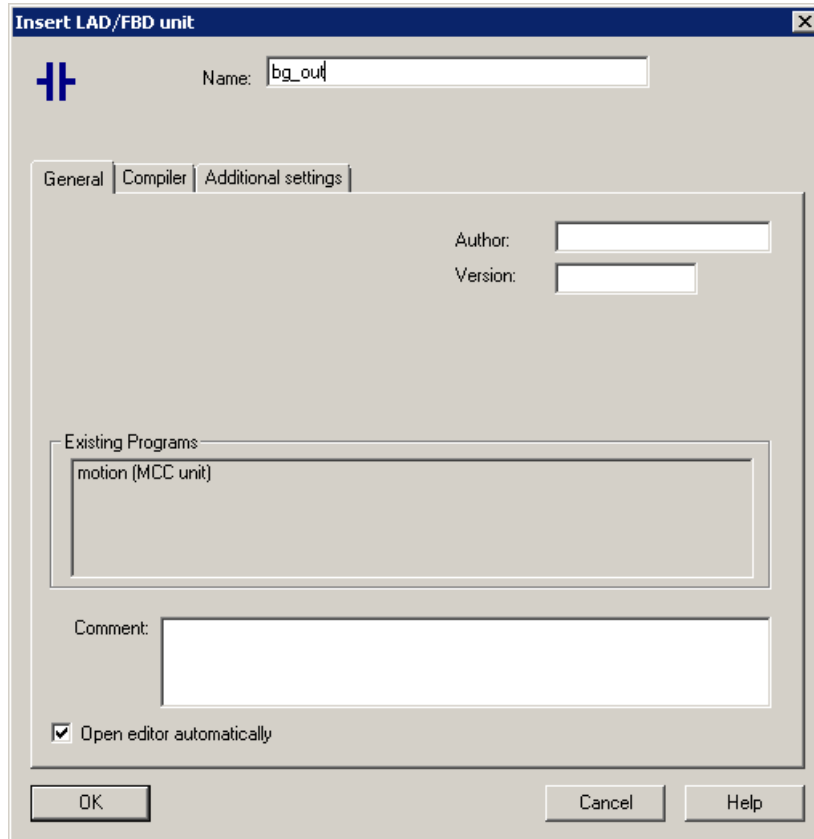 Insert LAD/FBD unit
Name: bg_out
General Compiler Additional settings
Author:
Version:
Existing Programs
motion (MCC unit)
Comment:
Open editor automatically
OK Cancel Help